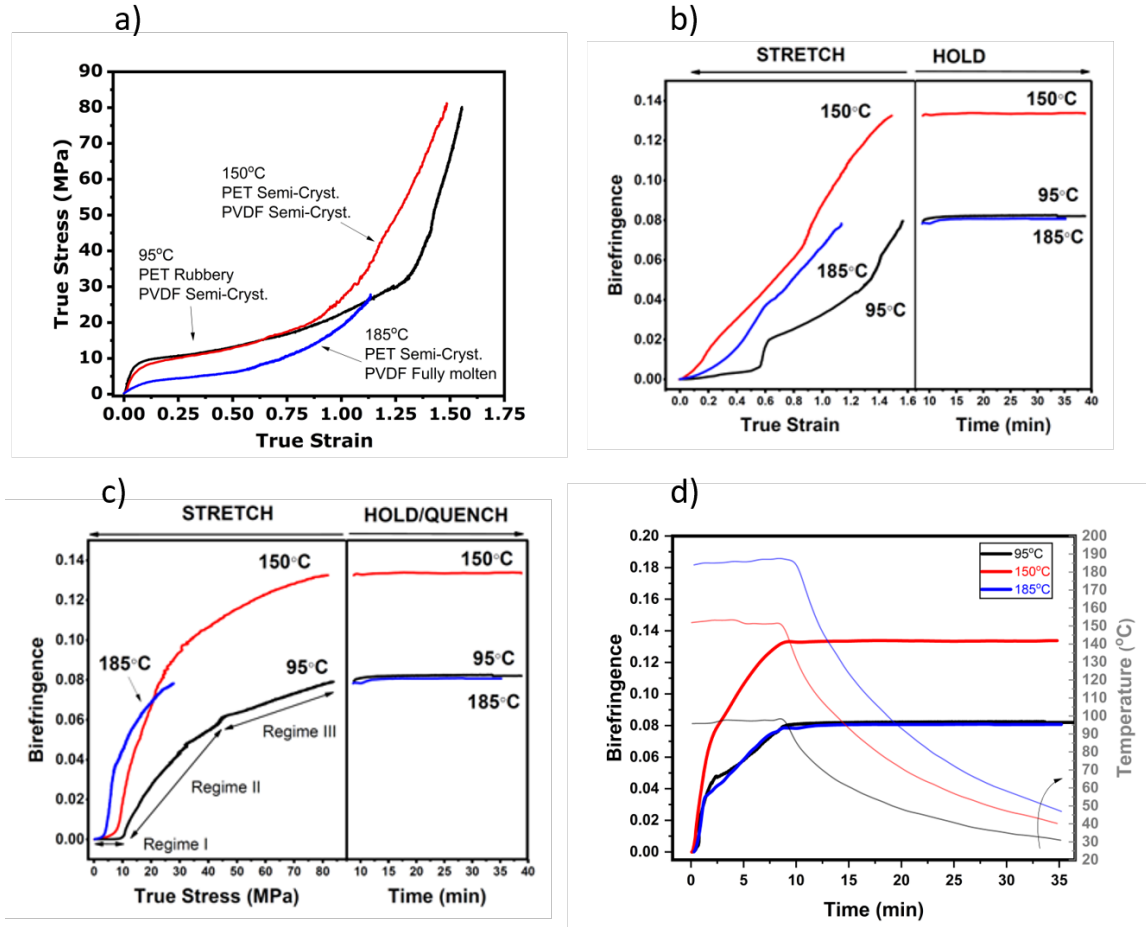 a)
90
80
70
60
50
40
30
20
10
0
True Stress (MPa)
150°C
PET Semi-Cryst.
PVDF Semi-Cryst.
95°C
PET Rubbery
PVDF Semi-Cryst.
185°C
PET Semi-Cryst.
PVDF Fully molten
0.00 0.25 0.50 0.75 1.00 1.25 1.50 1.75
True Strain
b)
STRETCH HOLD
0.14
0.12
0.10
0.08
0.06
0.04
0.02
0.00
Birefringence
150°C
185°C
95°C
150°C
95°C
185°C
0.0 0.2 0.4 0.6 0.8 1.0 1.2 1.4 1.6 10 15 20 25 30 35 40
True Strain Time (min)
c)
STRETCH HOLD/QUENCH
0.14
0.12
0.10
0.08
0.06
0.04
0.02
0.00
Birefringence
150°C
185°C
95°C
Regime III
Regime II
Regime I
150°C
95°C
185°C
0 10 20 30 40 50 60 70 80 10 15 20 25 30 35 40
True Stress (MPa) Time (min)
d)
0.20
0.18
0.16
0.14
0.12
0.10
0.08
0.06
0.04
0.02
0.00
Birefringence
95°C
150°C
185°C
200
190
180
170
160
150
140
130
120
110
100
90
80
70
60
50
40
30
20
Temperature (°C)
0 5 10 15 20 25 30 35
Time (min)